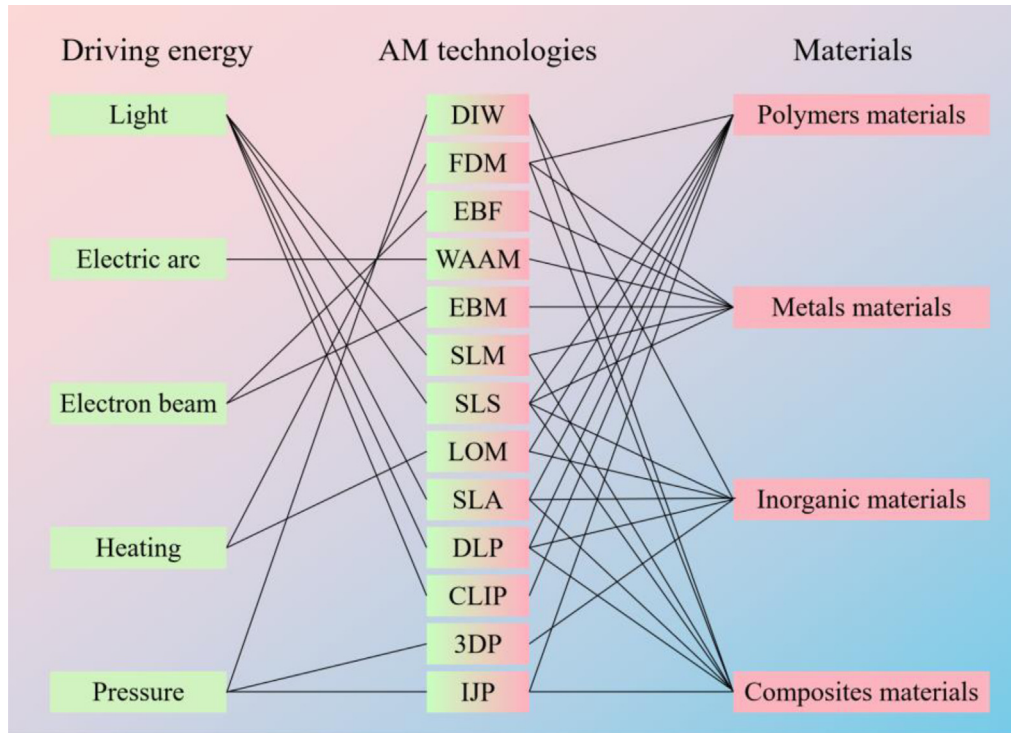 Driving energy
AM technologies
Materials
Light
Electric arc
Electron beam
Heating
Pressure
DIW
FDM
EBF
WAAM
EBM
SLM
SLS
LOM
SLA
DLP
CLIP
3DP
IJP
Polymers materials
Metals materials
Inorganic materials
Composites materials